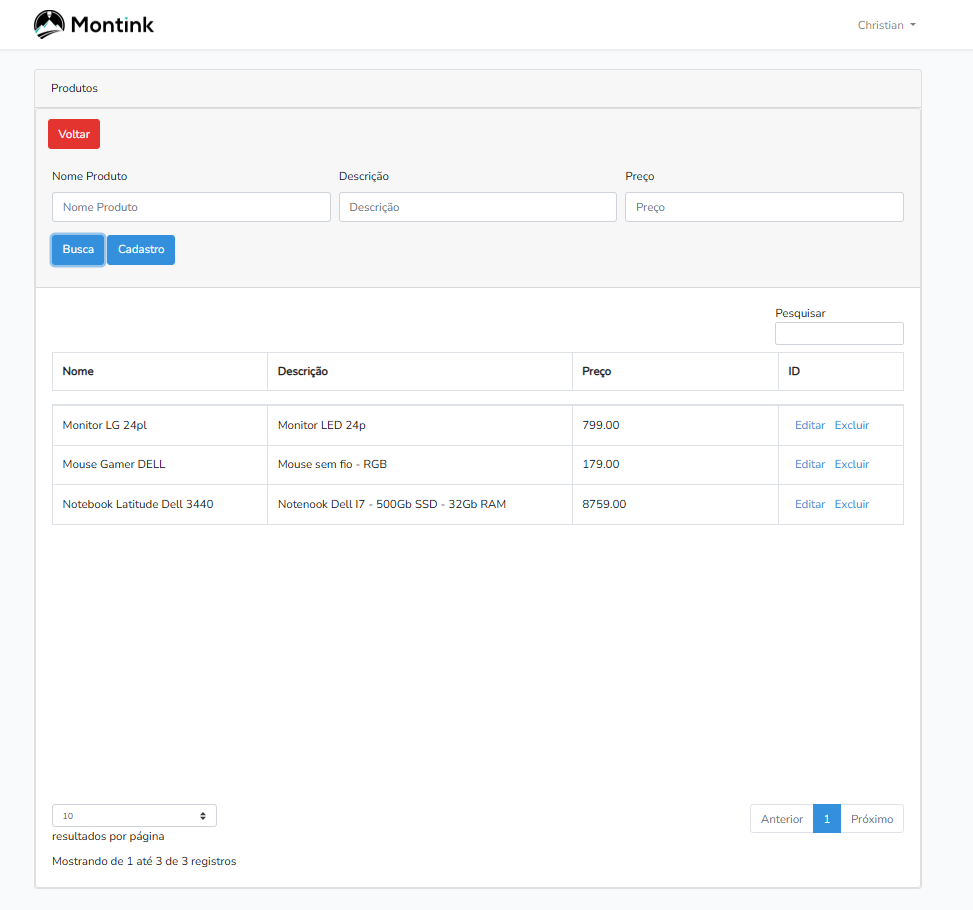 Montink
Christian
Produtos
Voltar
Nome Produto Descrição Preço
Nome Produto Descrição Preço
Busca Cadastro
Pesquisar
Nome Descrição Preço ID
Monitor LG 24pl Monitor LED 24p 799.00 Editar Excluir
Mouse Gamer DELL Mouse sem fio - RGB 179.00 Editar Excluir
Notebook Latitude Dell 3440 Notenook Dell I7 - 500Gb SSD - 32Gb RAM 8759.00 Editar Excluir
10
resultados por página
Anterior 1 Próximo
Mostrando de 1 até 3 de 3 registros